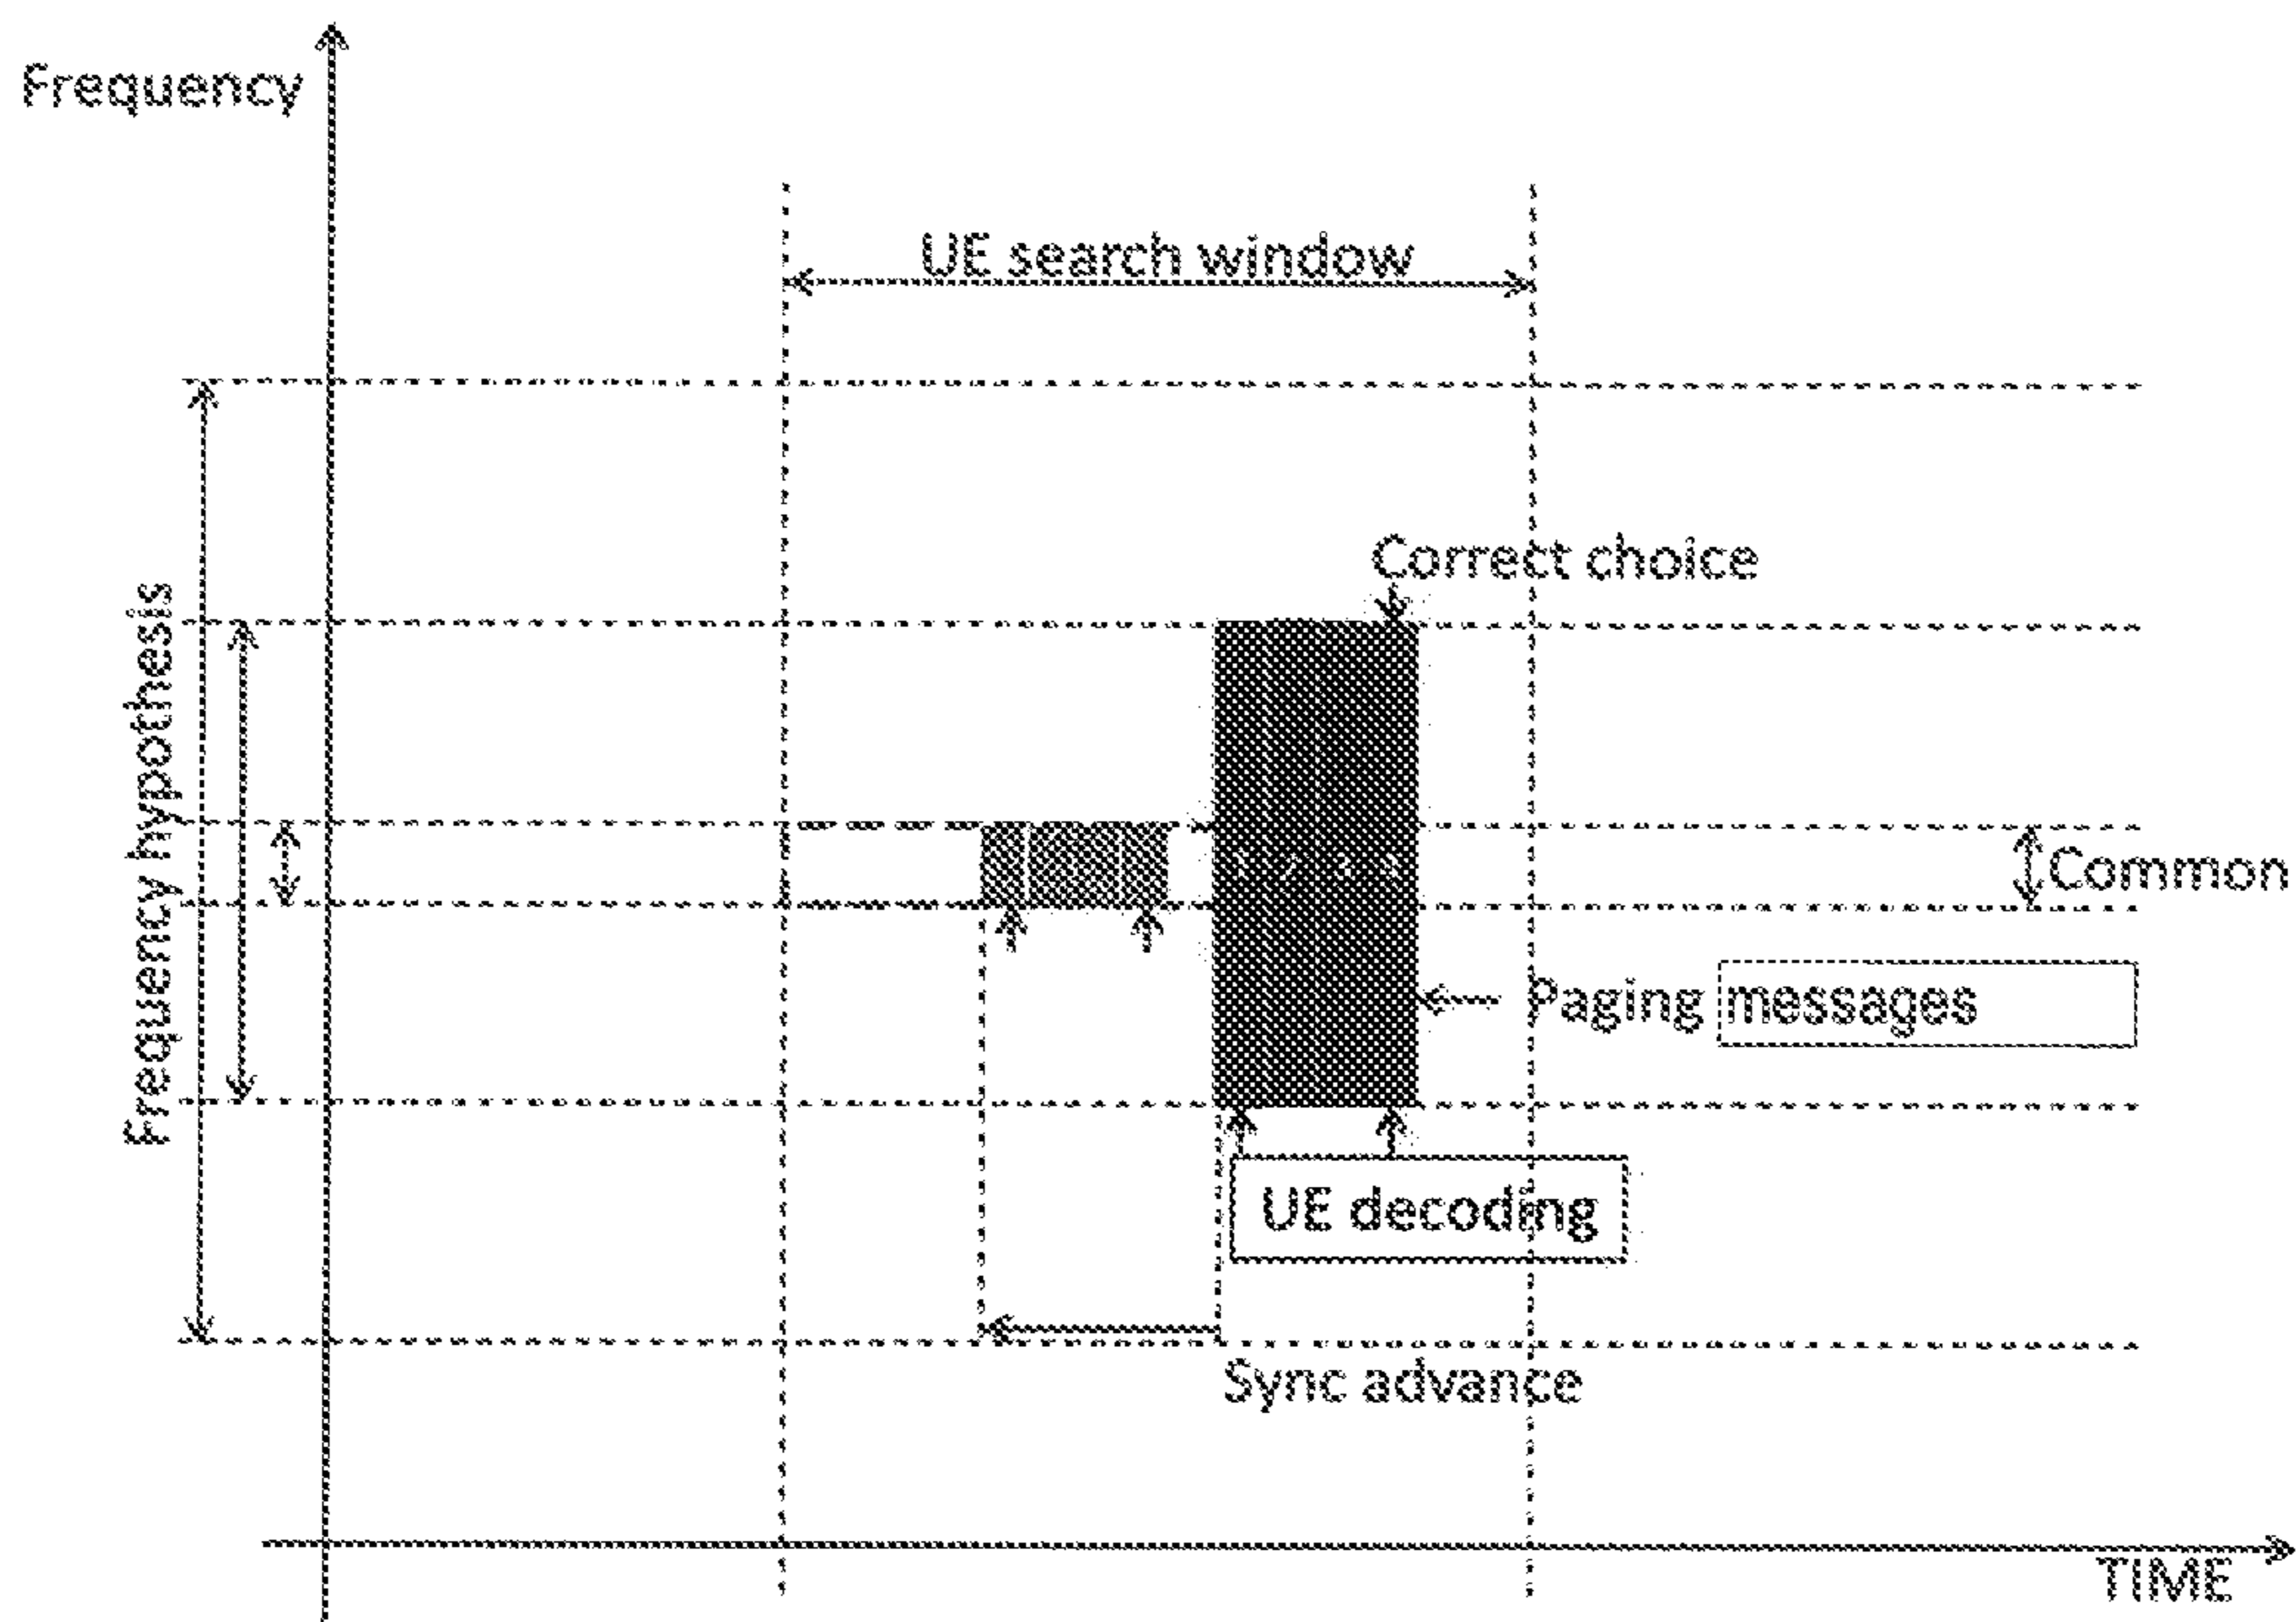 Frequency
UE search window
Correct choice
Frequency hypothesis
Common
Paging messages
UE decoding
Sync advance
TIME